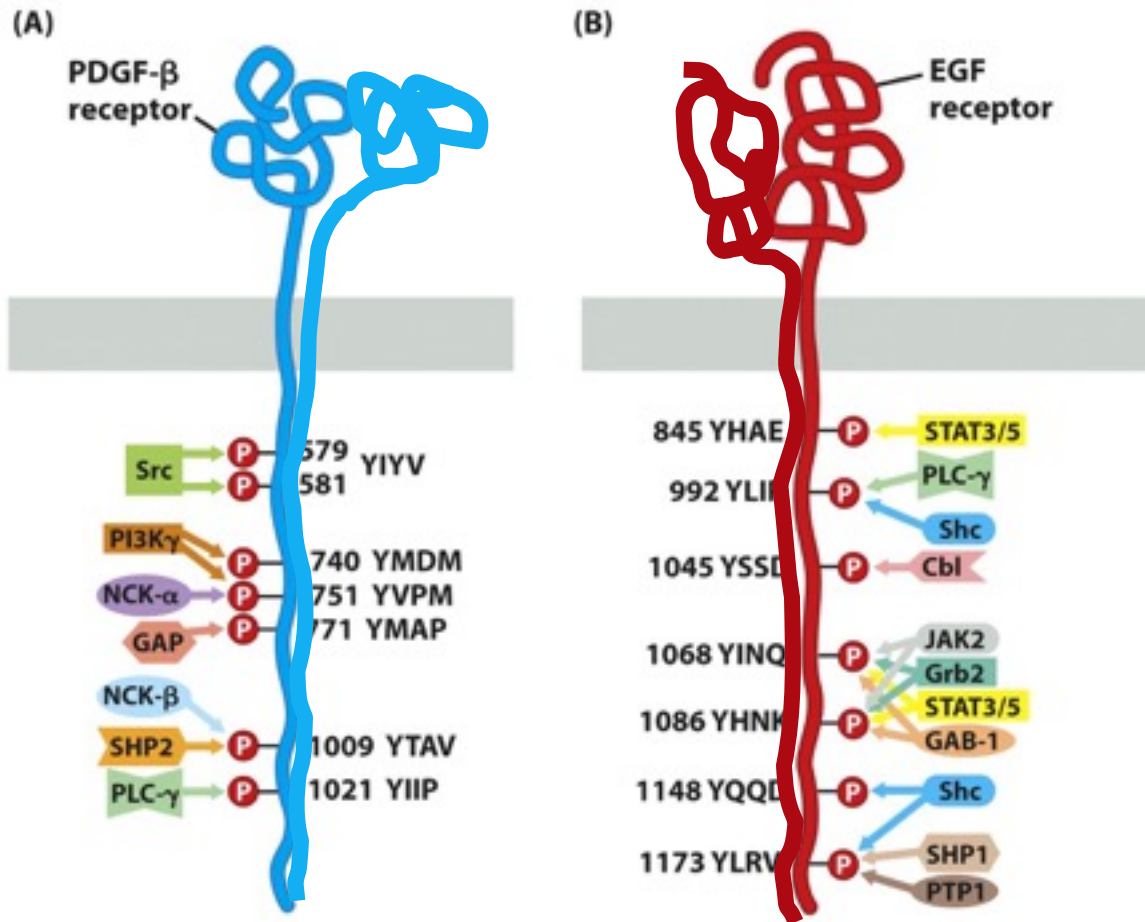 (A)
PDGF-β
receptor
Src
P
P
579
581
YIYV
PI3Kγ
P
740 YMDM
NCK-α
P
751 YVPM
GAP
P
771 YMAP
NCK-β
SHP2
P
1009 YTAV
PLC-γ
P
1021 YIIP
(B)
EGF
receptor
845 YHAE
P
STAT3/5
992
P
PLC-γ
Shc
1045 YSSD
P
Cbl
1068 YINQ
P
JAK2
Grb2
1086 YHNK
P
STAT3/5
GAB-1
1148 YQQD
P
Shc
1173 YLRV
P
SHP1
PTP1